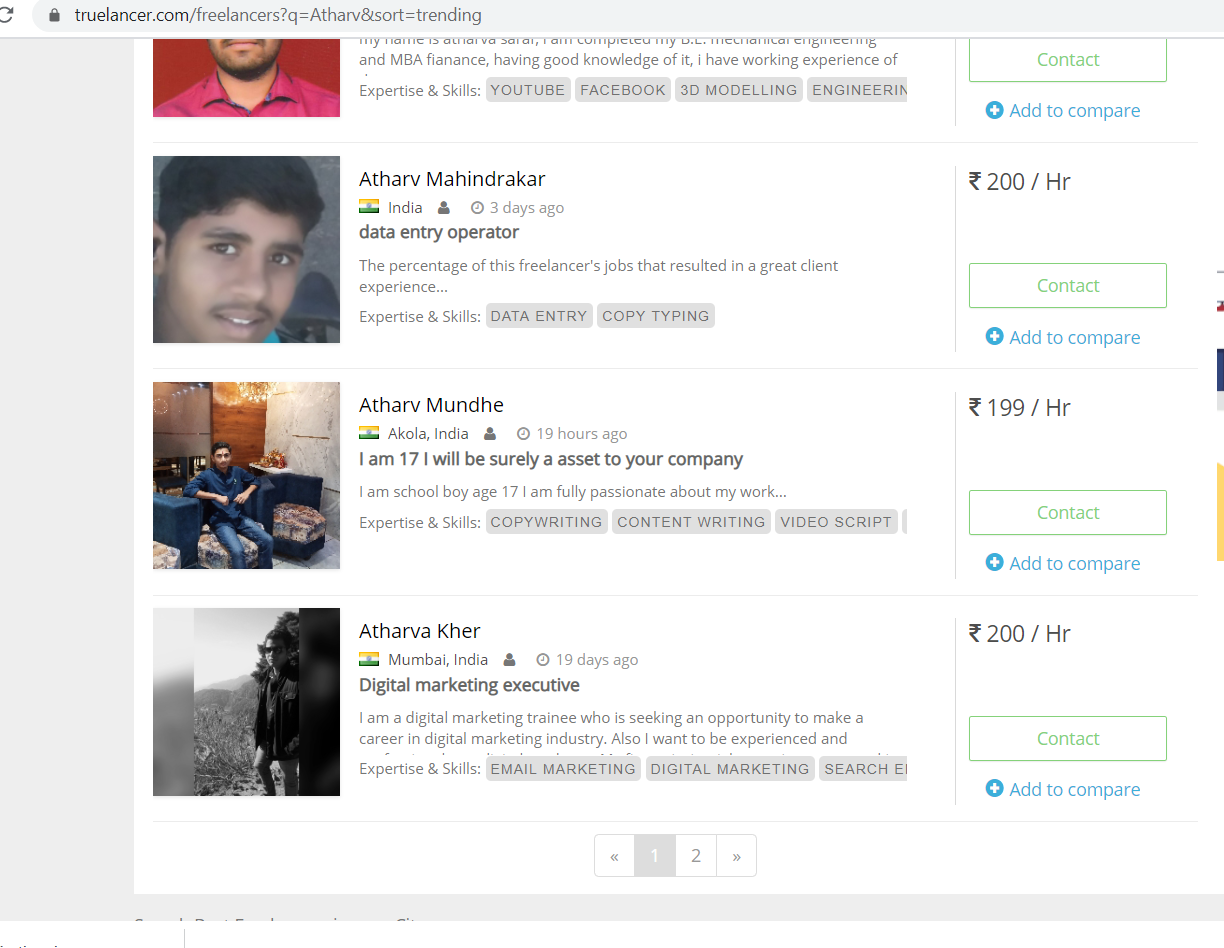 truelancer.com/freelancers?q=Atharv&sort=trending
my name is atharva saraf, i am completed my B.E. mechanical engineering
and MBA fianance, having good knowledge of it, i have working experience of
Expertise & Skills: YOUTUBE FACEBOOK 3D MODELLING ENGINEERIN
Contact
Add to compare
Atharv Mahindrakar
India 3 days ago
data entry operator
The percentage of this freelancer's jobs that resulted in a great client
experience...
Expertise & Skills: DATA ENTRY COPY TYPING
₹ 200 / Hr
Contact
Add to compare
Atharv Mundhe
Akola, India 19 hours ago
I am 17 I will be surely a asset to your company
I am school boy age 17 I am fully passionate about my work...
Expertise & Skills: COPYWRITING CONTENT WRITING VIDEO SCRIPT
₹ 199 / Hr
Contact
Add to compare
Atharva Kher
Mumbai, India 19 days ago
Digital marketing executive
I am a digital marketing trainee who is seeking an opportunity to make a
career in digital marketing industry. Also I want to be experienced and
Expertise & Skills: EMAIL MARKETING DIGITAL MARKETING SEARCH E
₹ 200 / Hr
Contact
Add to compare
« 1 2 »